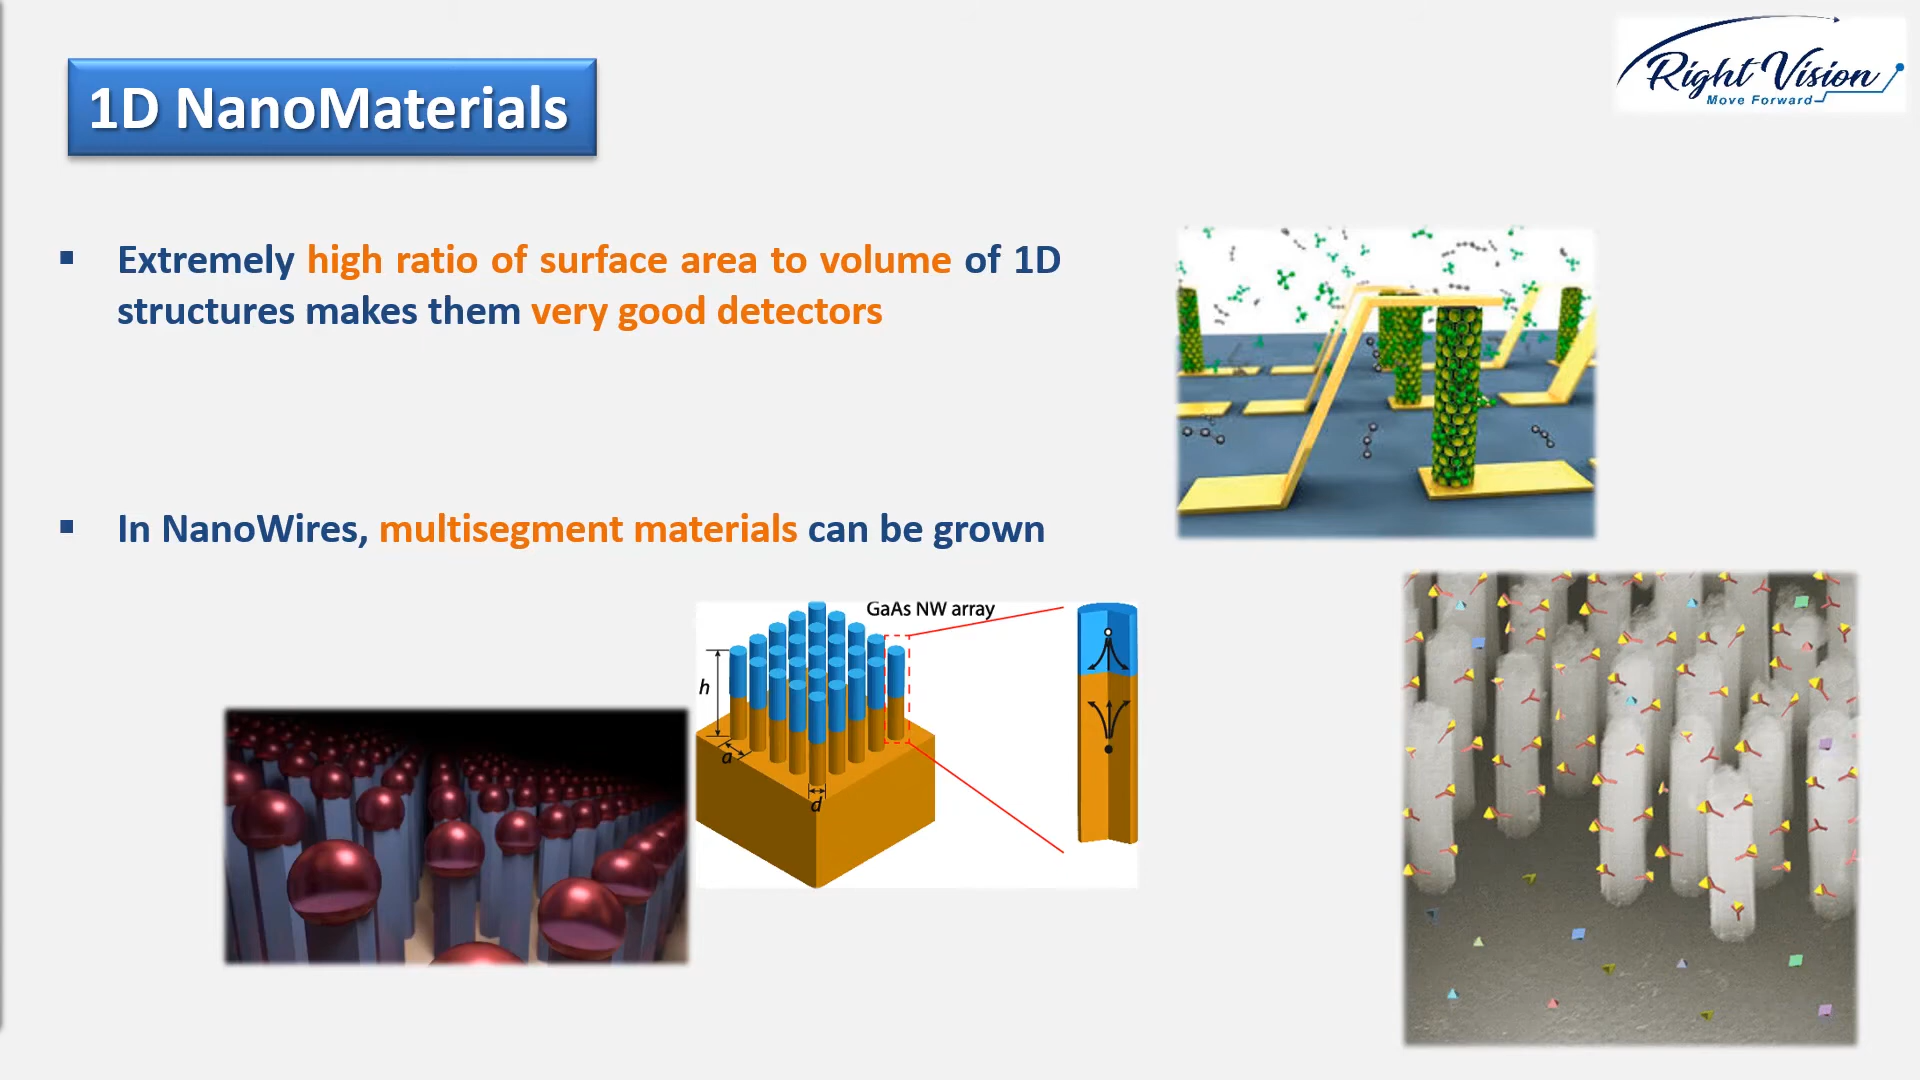 Right Vision
Move Forward
1D NanoMaterials
▪ Extremely high ratio of surface area to volume of 1D
structures makes them very good detectors
▪ In NanoWires, multisegment materials can be grown
GaAs NW array
h
a
d